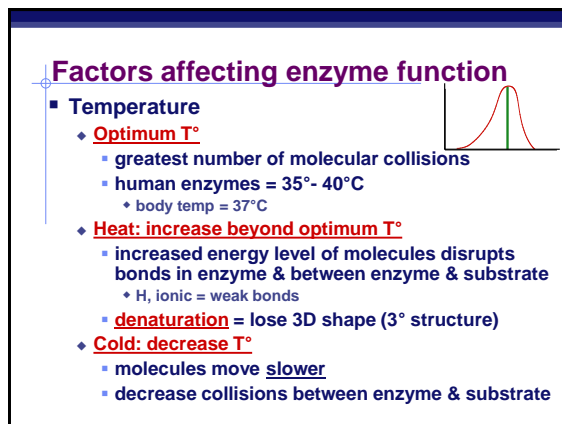 Factors affecting enzyme function
▪ Temperature
◆ Optimum T°
▪ greatest number of molecular collisions
▪ human enzymes = 35°- 40°C
◆ body temp = 37°C
◆ Heat: increase beyond optimum T°
▪ increased energy level of molecules disrupts
bonds in enzyme & between enzyme & substrate
◆ H, ionic = weak bonds
▪ denaturation = lose 3D shape (3° structure)
◆ Cold: decrease T°
▪ molecules move slower
▪ decrease collisions between enzyme & substrate